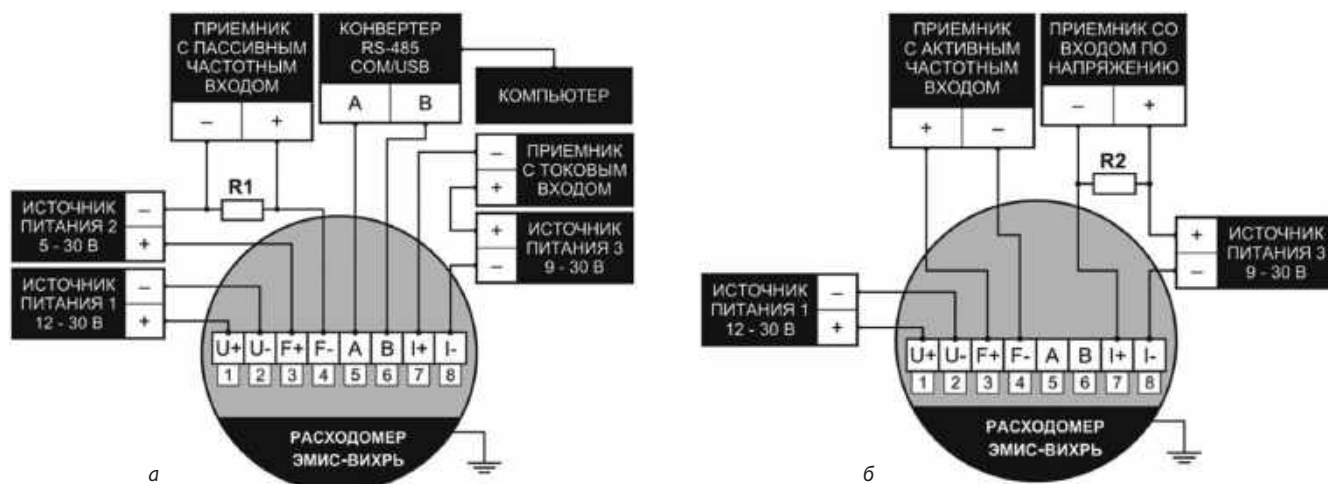 ПРИЕМНИК
С ПАССИВНЫМ
ЧАСТОТНЫМ
ВХОДОМ
– +
КОНВЕРТЕР
RS-485
COM/USB
A B
КОМПЬЮТЕР
– ПРИЕМНИК
С ТОКОВЫМ
+ ВХОДОМ
R1
ИСТОЧНИК –
ПИТАНИЯ 2
5 - 30 В +
+ ИСТОЧНИК
ПИТАНИЯ 3
– 9 - 30 В
ИСТОЧНИК –
ПИТАНИЯ 1
12 - 30 В +
U+ U- F+ F- A B I+ I-
1 2 3 4 5 6 7 8
РАСХОДОМЕР
ЭМИС-ВИХРЬ
а
ПРИЕМНИК
С АКТИВНЫМ
ЧАСТОТНЫМ
ВХОДОМ
+ –
ПРИЕМНИК СО
ВХОДОМ ПО
НАПРЯЖЕНИЮ
– +
R2
+ ИСТОЧНИК
ПИТАНИЯ 3
– 9 - 30 В
ИСТОЧНИК –
ПИТАНИЯ 1
12 - 30 В +
U+ U- F+ F- A B I+ I-
1 2 3 4 5 6 7 8
РАСХОДОМЕР
ЭМИС-ВИХРЬ
б